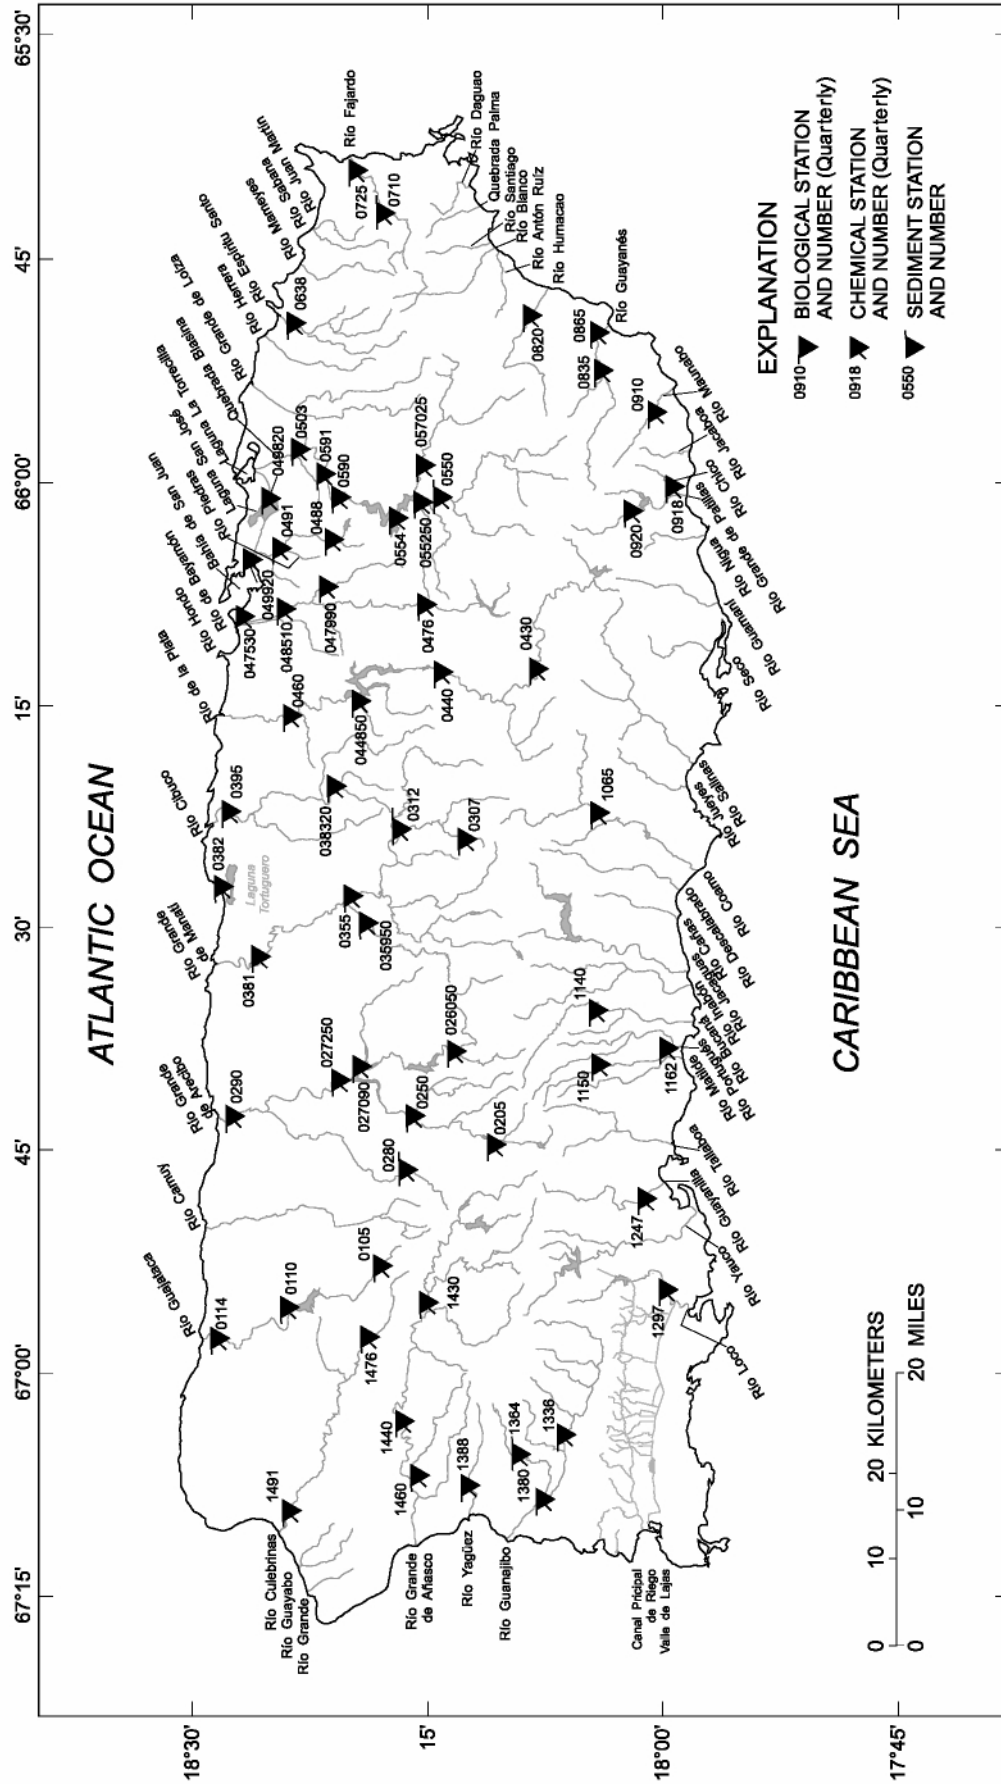 ATLANTIC OCEAN
CARIBBEAN SEA
67°15'
67°00'
45'
30'
15'
66°00'
45'
65°30'
18°30'
15'
18°00'
17°45'
Río Guajataca
Río Camuy
Río Grande
de Arecibo
Río Grande
de Manatí
Río Cibuco
Río de la Plata
Río Hondo
Río de Bayamón
Bahía de San Juan
Río Piedras
Laguna San José
Laguna La Torrecilla
Quebrada Blasina
Río Grande de Loíza
Río Herrera
Río Espíritu Santo
Río Mameyes
Río Sabana
Río Juan Martín
Río Fajardo
Río Daguao
Quebrada Palma
Río Santiago
Río Blanco
Río Antón Ruíz
Río Humacao
Río Guayanés
Río Maunabo
Río Jacaboa
Río Chico
Río Grande de Patillas
Río Nigua
Río Guamaní
Río Seco
Río Salinas
Río Jueyes
Río Coamo
Río Descalabrado
Río Cañas
Río Jacaguas
Río Inabón
Río Bucaná
Río Portugués
Río Matilde
Río Tallaboa
Río Guayanilla
Río Yauco
Río Loco
Canal Pricipal
de Riego
Valle de Lajas
Río Guanajibo
Río Yagüez
Río Grande
de Añasco
Río Culebrinas
Río Guayabo
Río Grande
Laguna
Tortuguero
1491
0114
0110
0105
1476
1430
1440
1460
1388
1364
1380
1336
1297
1247
0290
0280
0250
0205
027250
027090
026050
1140
1150
1162
0381
0382
0395
0355
035950
038320
0312
0307
1065
0460
044850
0440
0430
047530
048510
047990
0476
049920
0491
049820
0488
0503
0591
0590
0554
055250
057025
0550
0920
0918
0910
0638
0725
0710
0820
0865
0835
EXPLANATION
0910 BIOLOGICAL STATION
AND NUMBER (Quarterly)
0918 CHEMICAL STATION
AND NUMBER (Quarterly)
0550 SEDIMENT STATION
AND NUMBER
0 10 20 KILOMETERS
0 10 20 MILES